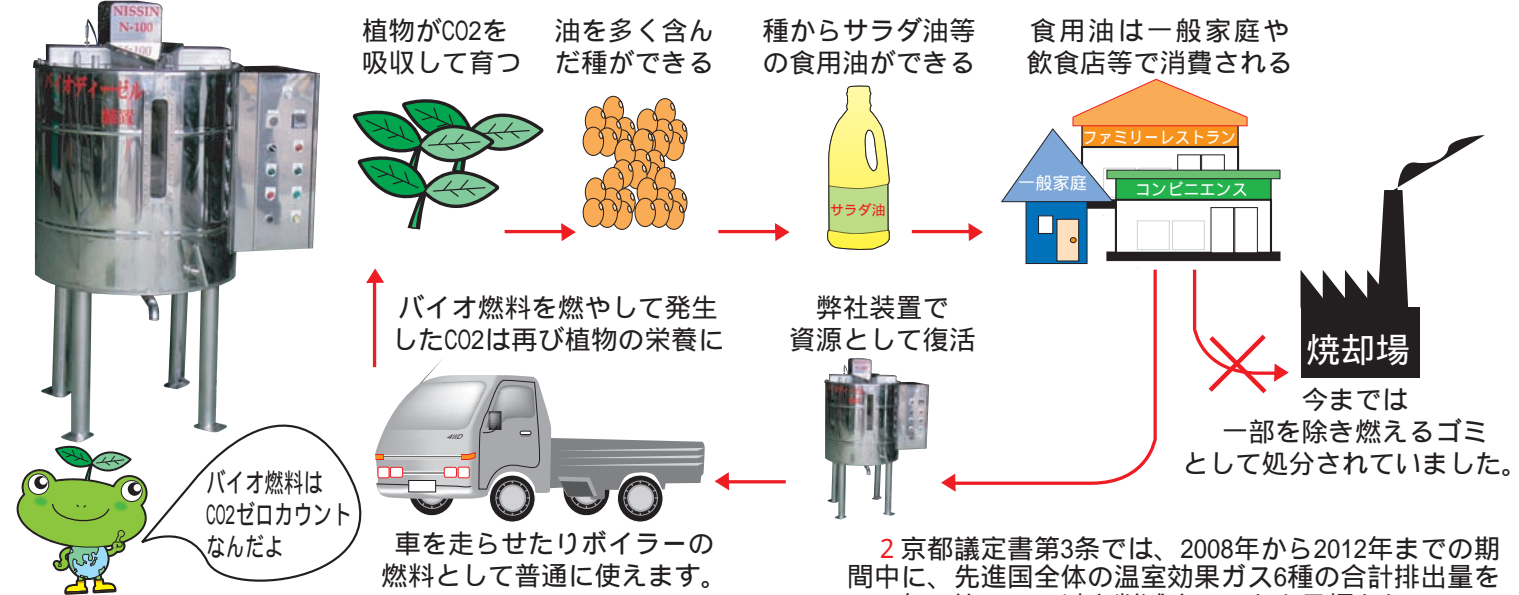 NISSIN
N-100
バイオディーゼル
装置
植物がCO2を
吸収して育つ
油を多く含ん
だ種ができる
種からサラダ油等
の食用油ができる
食用油は一般家庭や
飲食店等で消費される
サラダ油
ファミリーレストラン
一般家庭
コンビニエンス
バイオ燃料を燃やして発生
したCO2は再び植物の栄養に
弊社装置で
資源として復活
焼却場
今までは
一部を除き燃えるゴミ
として処分されていました。
4WD
バイオ燃料は
CO2ゼロカウント
なんだよ
車を走らせたりボイラーの
燃料として普通に使えます。
2 京都議定書第3条では、2008年から2012年までの期
間中に、先進国全体の温室効果ガス6種の合計排出量を